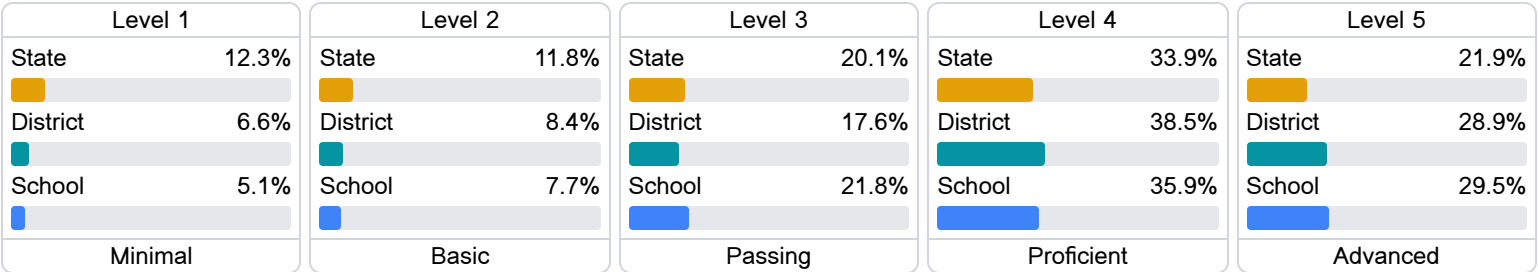 Level 1
State 12.3%
District 6.6%
School 5.1%
Minimal
Level 2
State 11.8%
District 8.4%
School 7.7%
Basic
Level 3
State 20.1%
District 17.6%
School 21.8%
Passing
Level 4
State 33.9%
District 38.5%
School 35.9%
Proficient
Level 5
State 21.9%
District 28.9%
School 29.5%
Advanced